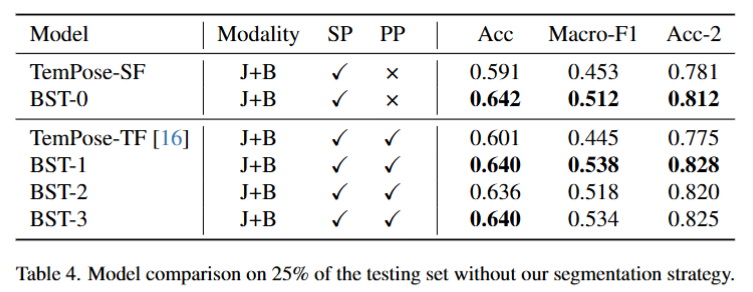 Model Modality SP PP Acc Macro-F1 Acc-2
TemPose-SF J+B ✓ × 0.591 0.453 0.781
BST-0 J+B ✓ × 0.642 0.512 0.812
TemPose-TF [16] J+B ✓ ✓ 0.601 0.445 0.775
BST-1 J+B ✓ ✓ 0.640 0.538 0.828
BST-2 J+B ✓ ✓ 0.636 0.518 0.820
BST-3 J+B ✓ ✓ 0.640 0.534 0.825
Table 4. Model comparison on 25% of the testing set without our segmentation strategy.